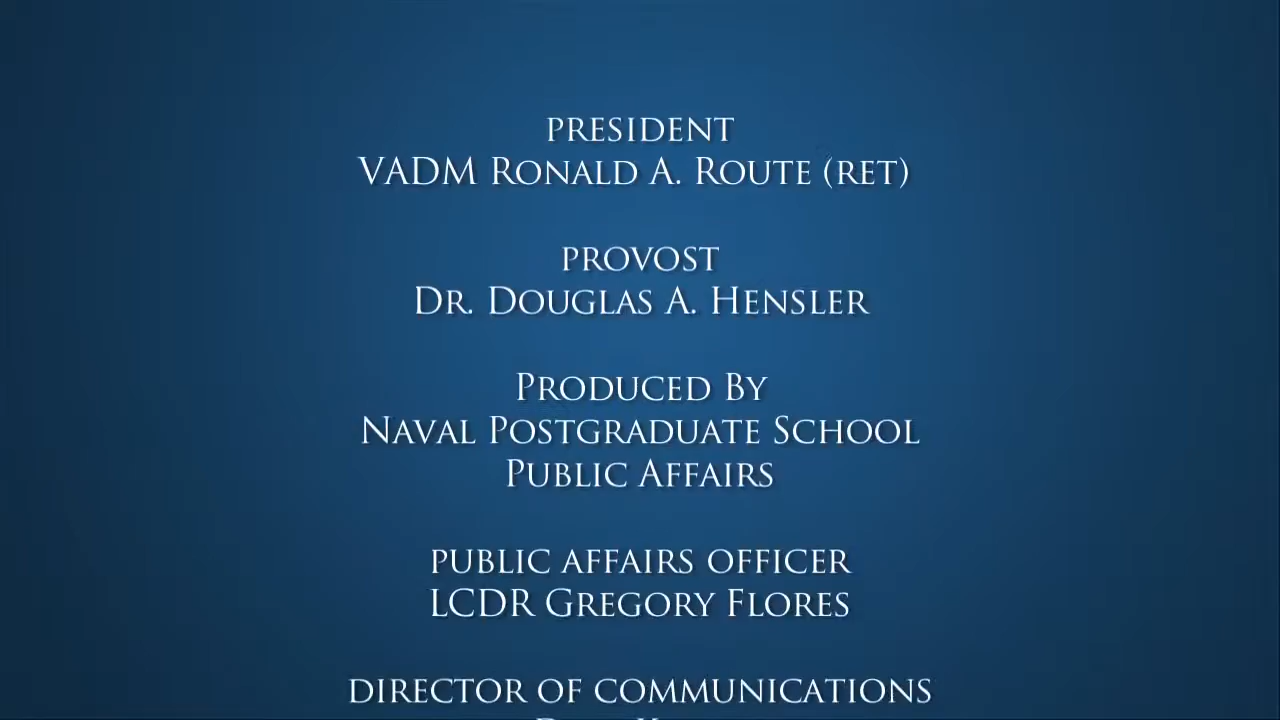 PRESIDENT
VADM RONALD A. ROUTE (RET)
PROVOST
DR. DOUGLAS A. HENSLER
PRODUCED BY
NAVAL POSTGRADUATE SCHOOL
PUBLIC AFFAIRS
PUBLIC AFFAIRS OFFICER
LCDR GREGORY FLORES
DIRECTOR OF COMMUNICATIONS